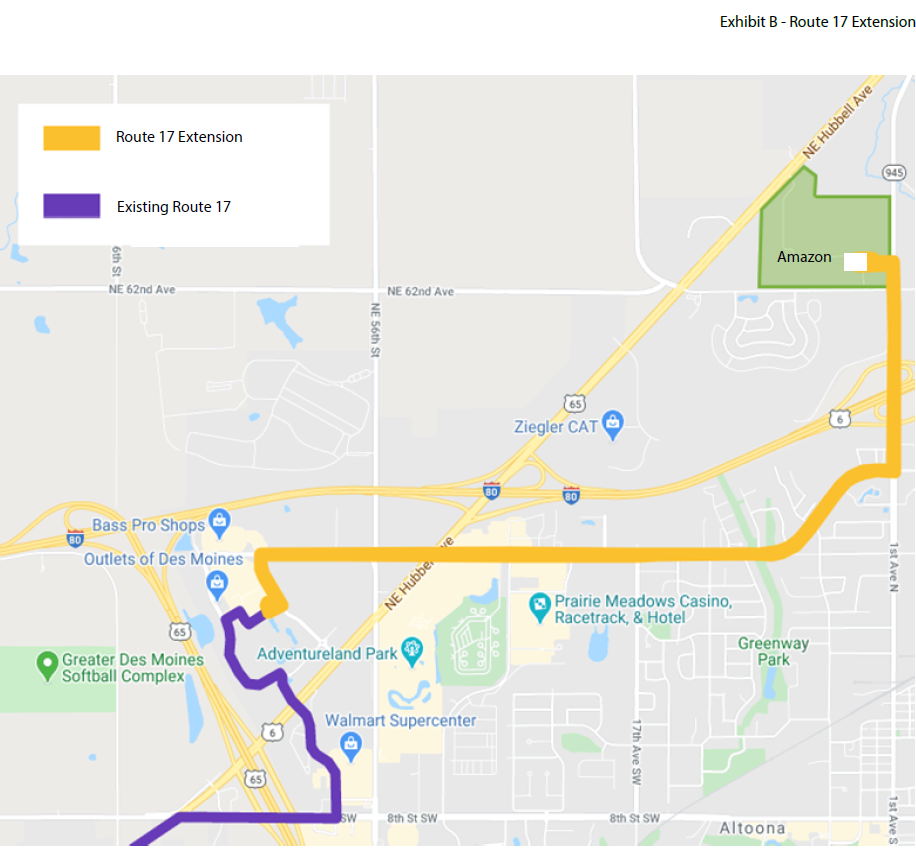 Exhibit B - Route 17 Extension
Route 17 Extension
Existing Route 17
NE Hubbell Ave
945
Amazon
6th St
NE 62nd Ave
NE 62nd Ave
NE 56th St
65
6
Ziegler CAT
80
80
Bass Pro Shops
80
Outlets of Des Moines
1st Ave N
NE Hubbell Ave
Prairie Meadows Casino,
Racetrack, & Hotel
65
Greenway
Park
Adventureland Park
Greater Des Moines
Softball Complex
Walmart Supercenter
6
17th Ave SW
65
SW
8th St SW
8th St SW
1st Ave S
Altoona